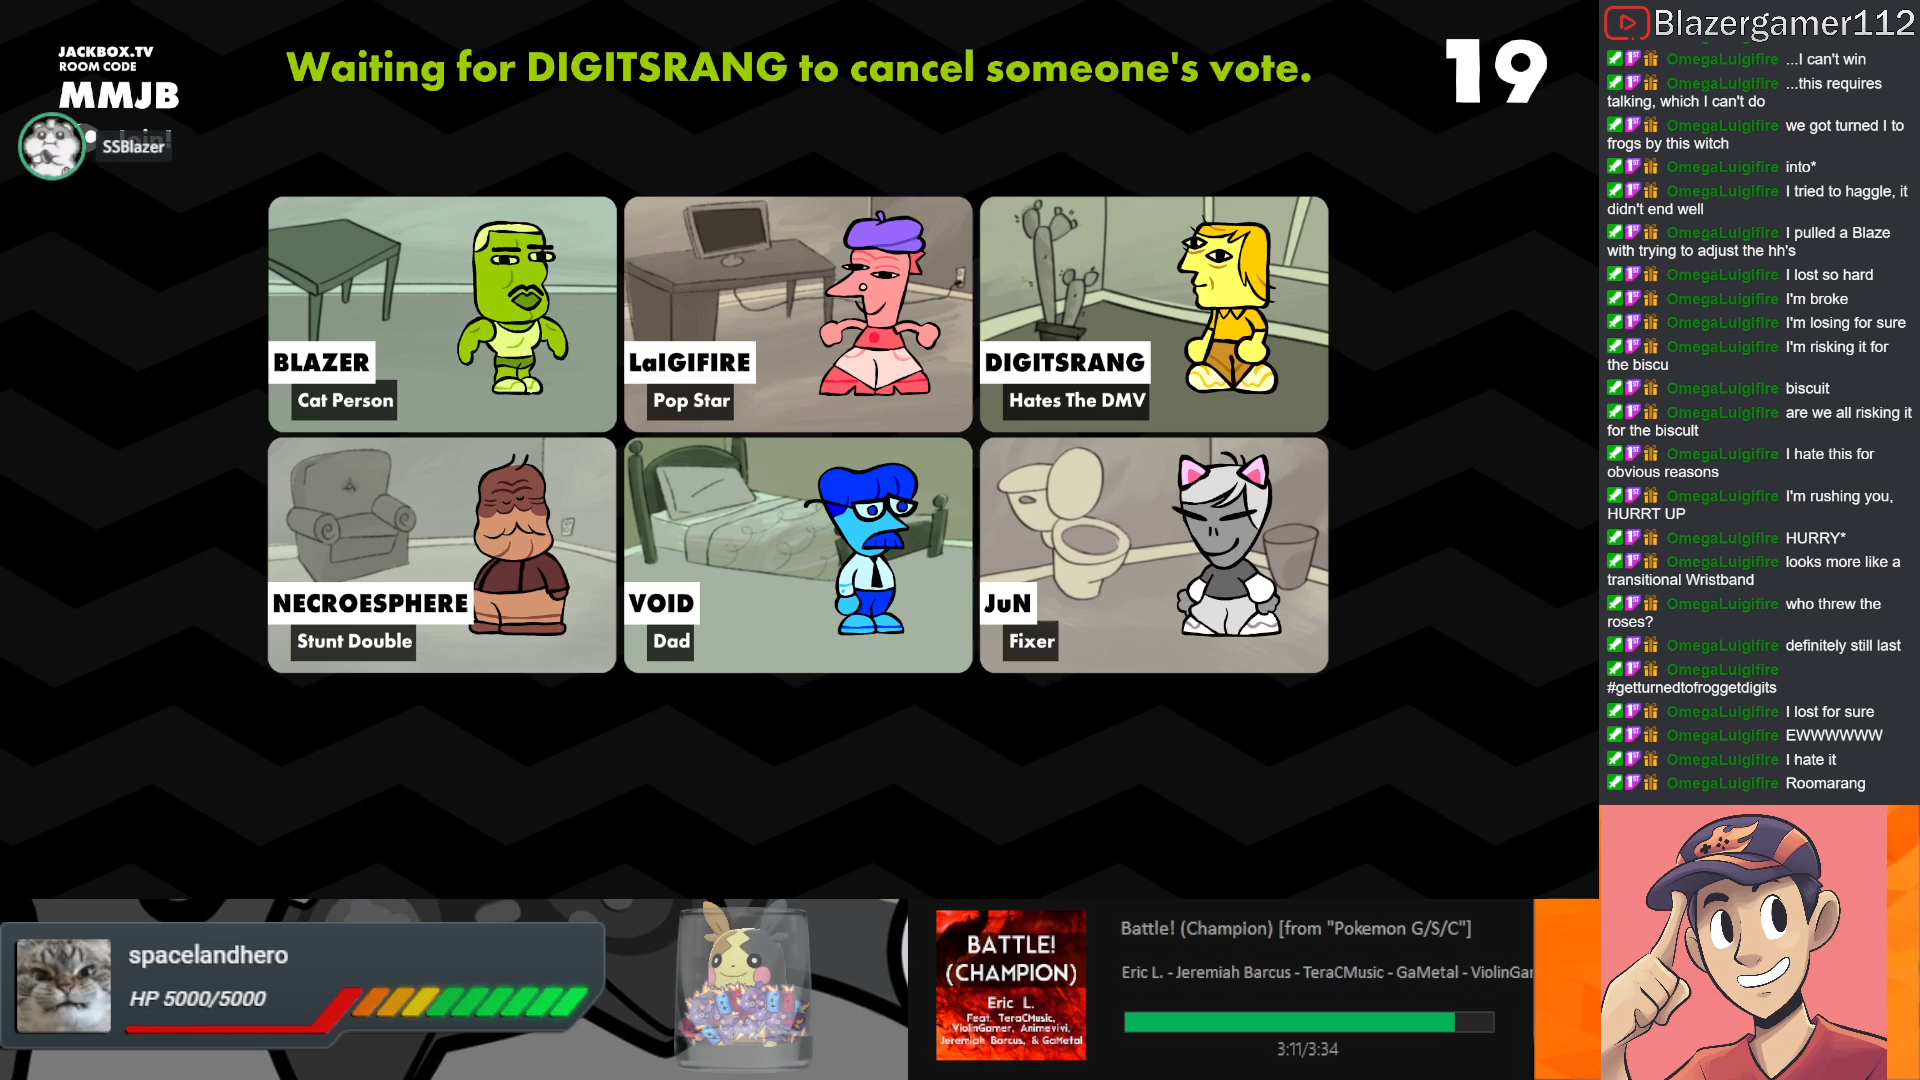 JACKBOX.TV
ROOM CODE
MMJB
SSBlazer
Waiting for DIGITSRANG to cancel someone's vote.
19
BLAZER
Cat Person
LaIGIFIRE
Pop Star
DIGITSRANG
Hates The DMV
NECROESPHERE
Stunt Double
VOID
Dad
JuN
Fixer
Blazergamer112
OmegaLuigifire ...I can't win
OmegaLuigifire ...this requires
talking, which I can't do
OmegaLuigifire we got turned I to
frogs by this witch
OmegaLuigifire into*
OmegaLuigifire I tried to haggle, it
didn't end well
OmegaLuigifire I pulled a Blaze
with trying to adjust the hh's
OmegaLuigifire I lost so hard
OmegaLuigifire I'm broke
OmegaLuigifire I'm losing for sure
OmegaLuigifire I'm risking it for
the biscu
OmegaLuigifire biscuit
OmegaLuigifire are we all risking it
for the biscuit
OmegaLuigifire I hate this for
obvious reasons
OmegaLuigifire I'm rushing you,
HURRT UP
OmegaLuigifire HURRY*
OmegaLuigifire looks more like a
transitional Wristband
OmegaLuigifire who threw the
roses?
OmegaLuigifire definitely still last
OmegaLuigifire
#getturnedtofroggetdigits
OmegaLuigifire I lost for sure
OmegaLuigifire EWWWWWW
OmegaLuigifire I hate it
OmegaLuigifire Roomarang
spacelandhero
HP 5000/5000
BATTLE!
(CHAMPION)
Eric L.
Feat. TeraCMusic,
ViolinGamer, Animevivi,
Jeremiah Barcus, & GaMetal
Battle! (Champion) [from "Pokemon G/S/C"]
Eric L. - Jeremiah Barcus - TeraCMusic - GaMetal - ViolinGar
3:11/3:34